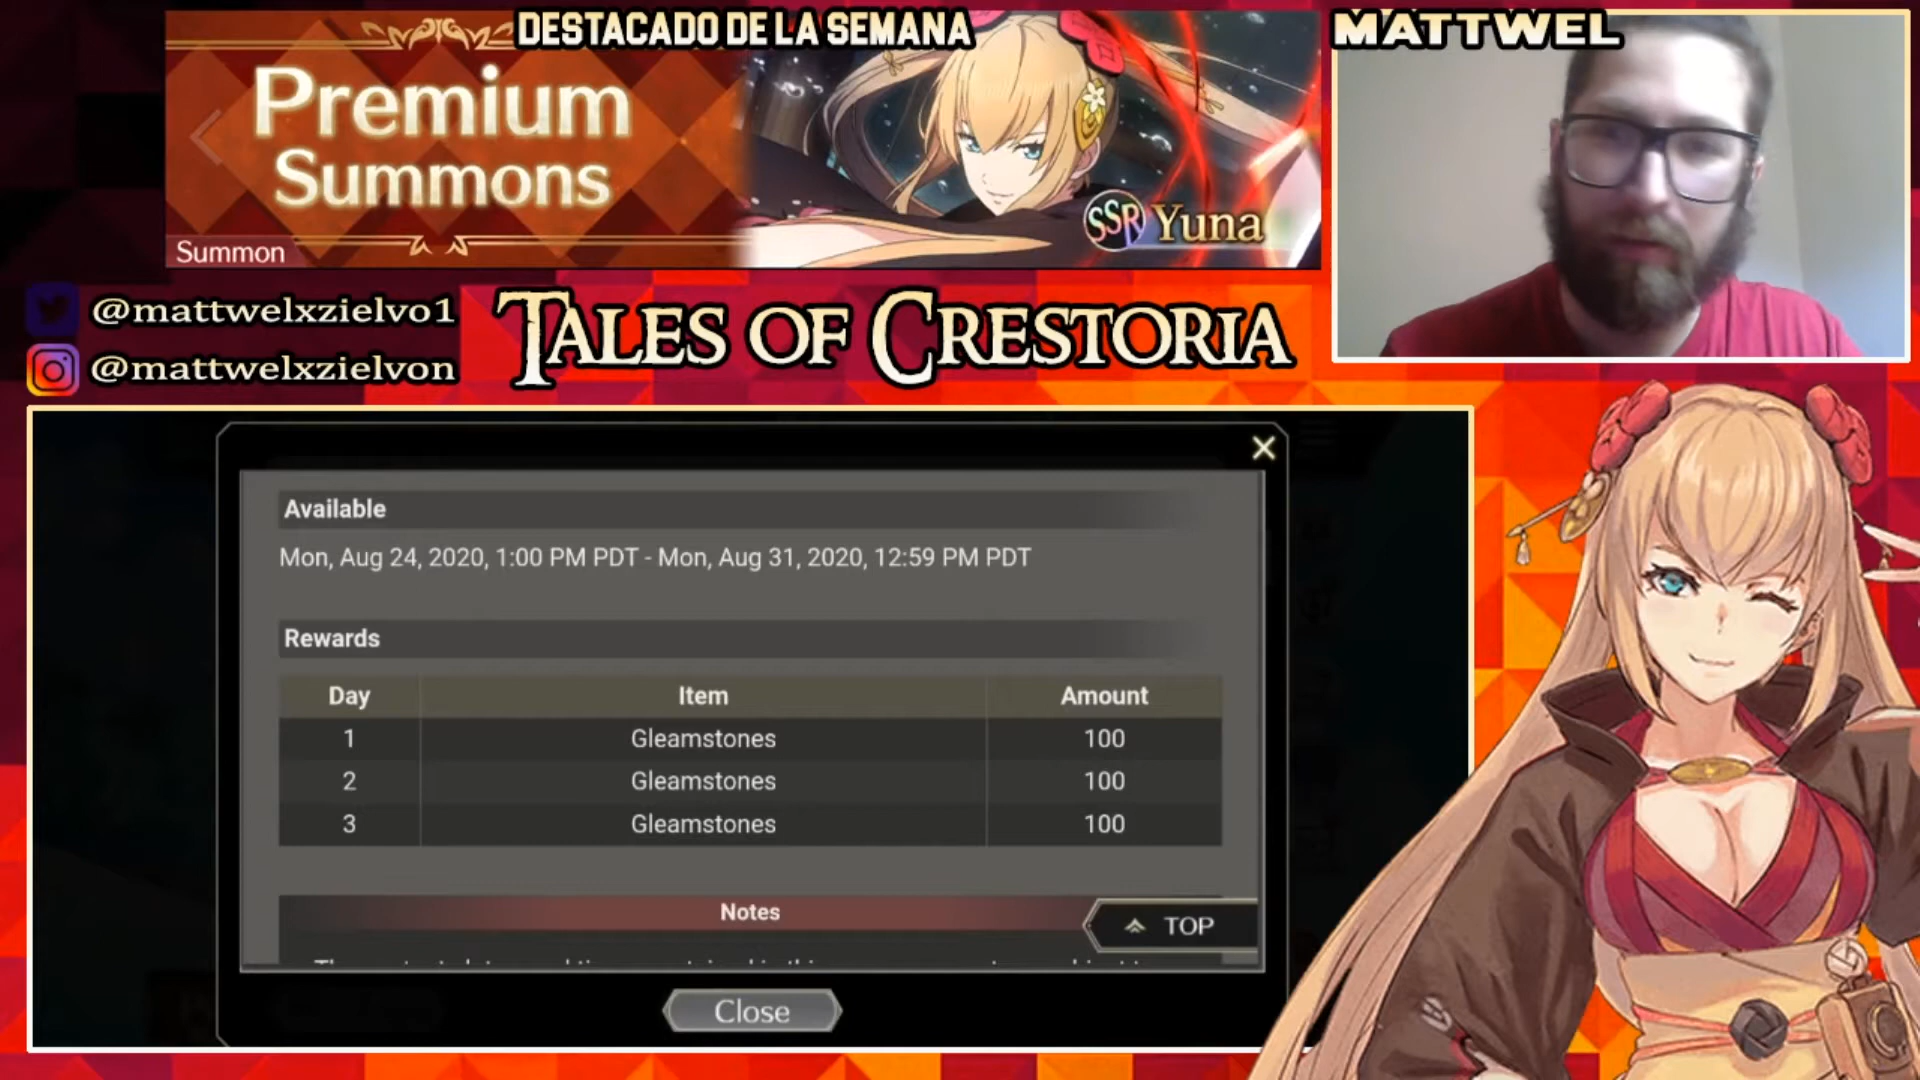 DESTACADO DE LA SEMANA
MATTWEL
Premium
Summons
SSR Yuna
Summon
@mattwelxzielvo1
@mattwelxzielvon
TALES OF CRESTORIA
Available
Mon, Aug 24, 2020, 1:00 PM PDT - Mon, Aug 31, 2020, 12:59 PM PDT
Rewards
Day Item Amount
1 Gleamstones 100
2 Gleamstones 100
3 Gleamstones 100
Notes
TOP
Close